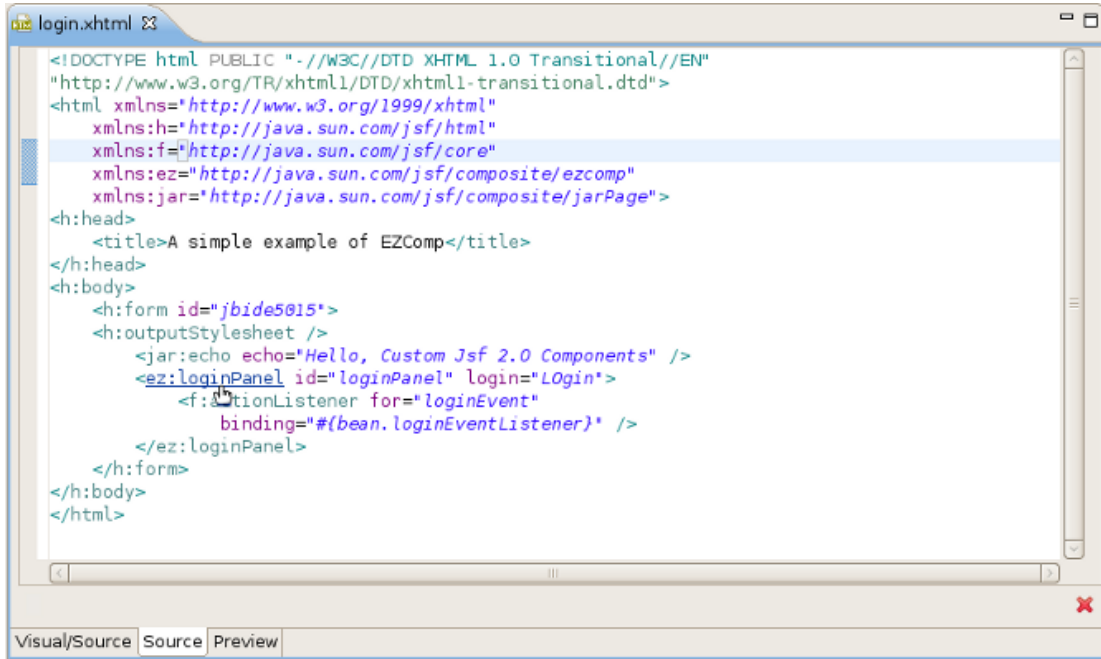 login.xhtml
<!DOCTYPE html PUBLIC "-//W3C//DTD XHTML 1.0 Transitional//EN"
"http://www.w3.org/TR/xhtml1/DTD/xhtml1-transitional.dtd">
<html xmlns="http://www.w3.org/1999/xhtml"
    xmlns:h="http://java.sun.com/jsf/html"
    xmlns:f="http://java.sun.com/jsf/core"
    xmlns:ez="http://java.sun.com/jsf/composite/ezcomp"
    xmlns:jar="http://java.sun.com/jsf/composite/jarPage">
<h:head>
    <title>A simple example of EZComp</title>
</h:head>
<h:body>
    <h:form id="jbide5015">
    <h:outputStylesheet />
        <jar:echo echo="Hello, Custom Jsf 2.0 Components" />
        <ez:loginPanel id="loginPanel" login="LOgin">
            <f:actionListener for="loginEvent"
                binding="#{bean.loginEventListener}" />
        </ez:loginPanel>
    </h:form>
</h:body>
</html>
Visual/Source Source Preview